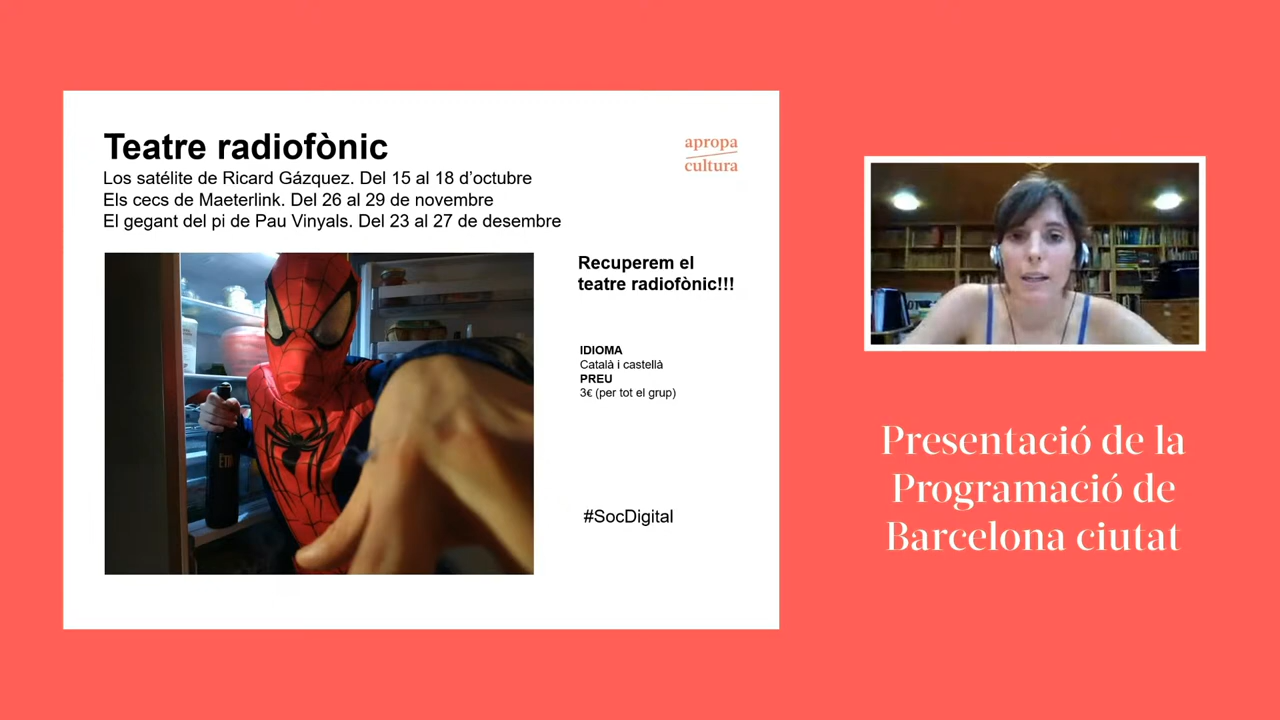 Teatre radiofònic
Los satélite de Ricard Gázquez. Del 15 al 18 d’octubre
Els cecs de Maeterlink. Del 26 al 29 de novembre
El gegant del pi de Pau Vinyals. Del 23 al 27 de desembre
apropa
cultura
Recuperem el
teatre radiofònic!!!
IDIOMA
Català i castellà
PREU
3€ (per tot el grup)
#SocDigital
Presentació de la
Programació de
Barcelona ciutat